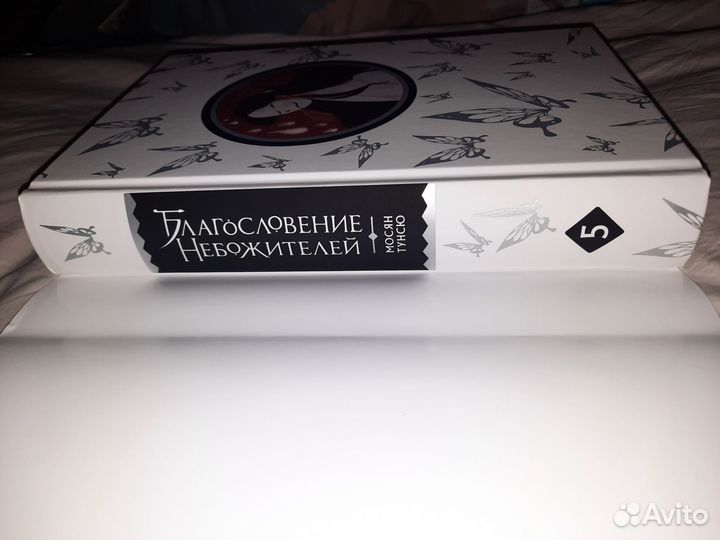 Благословение
Небожителей
Мосян
Тунсю
5
Avito